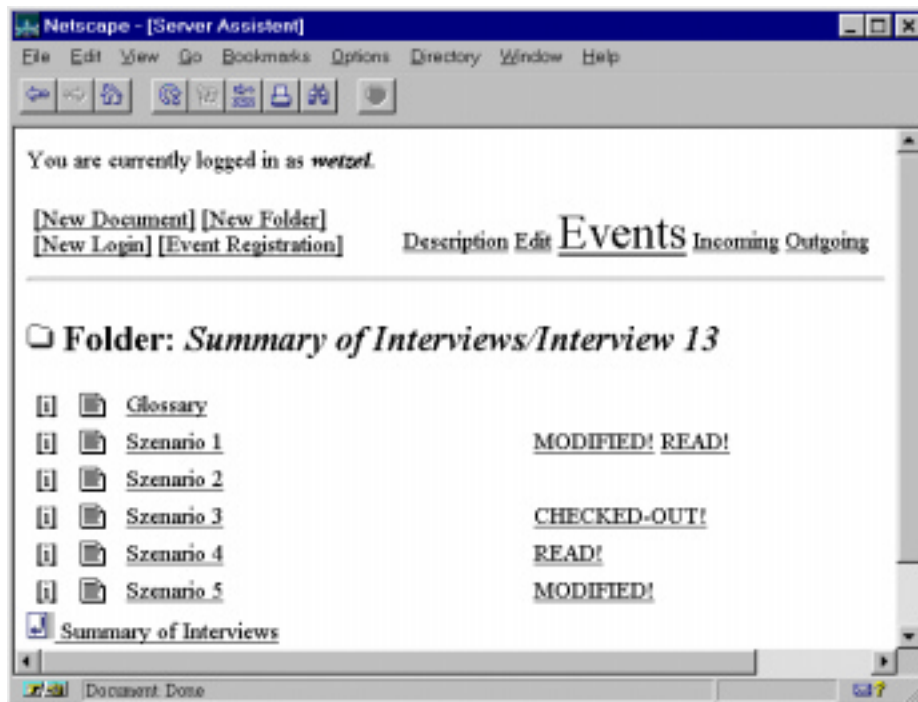 Netscape - [Server Assistent]
File Edit View Go Bookmarks Options Directory Window Help
You are currently logged in as wetzel.
[New Document] [New Folder]
[New Login] [Event Registration]
Description Edit Events Incoming Outgoing
Folder: Summary of Interviews/Interview 13
[i] Glossary
[i] Szenario 1 MODIFIED! READ!
[i] Szenario 2
[i] Szenario 3 CHECKED-OUT!
[i] Szenario 4 READ!
[i] Szenario 5 MODIFIED!
Summary of Interviews
Document: Done